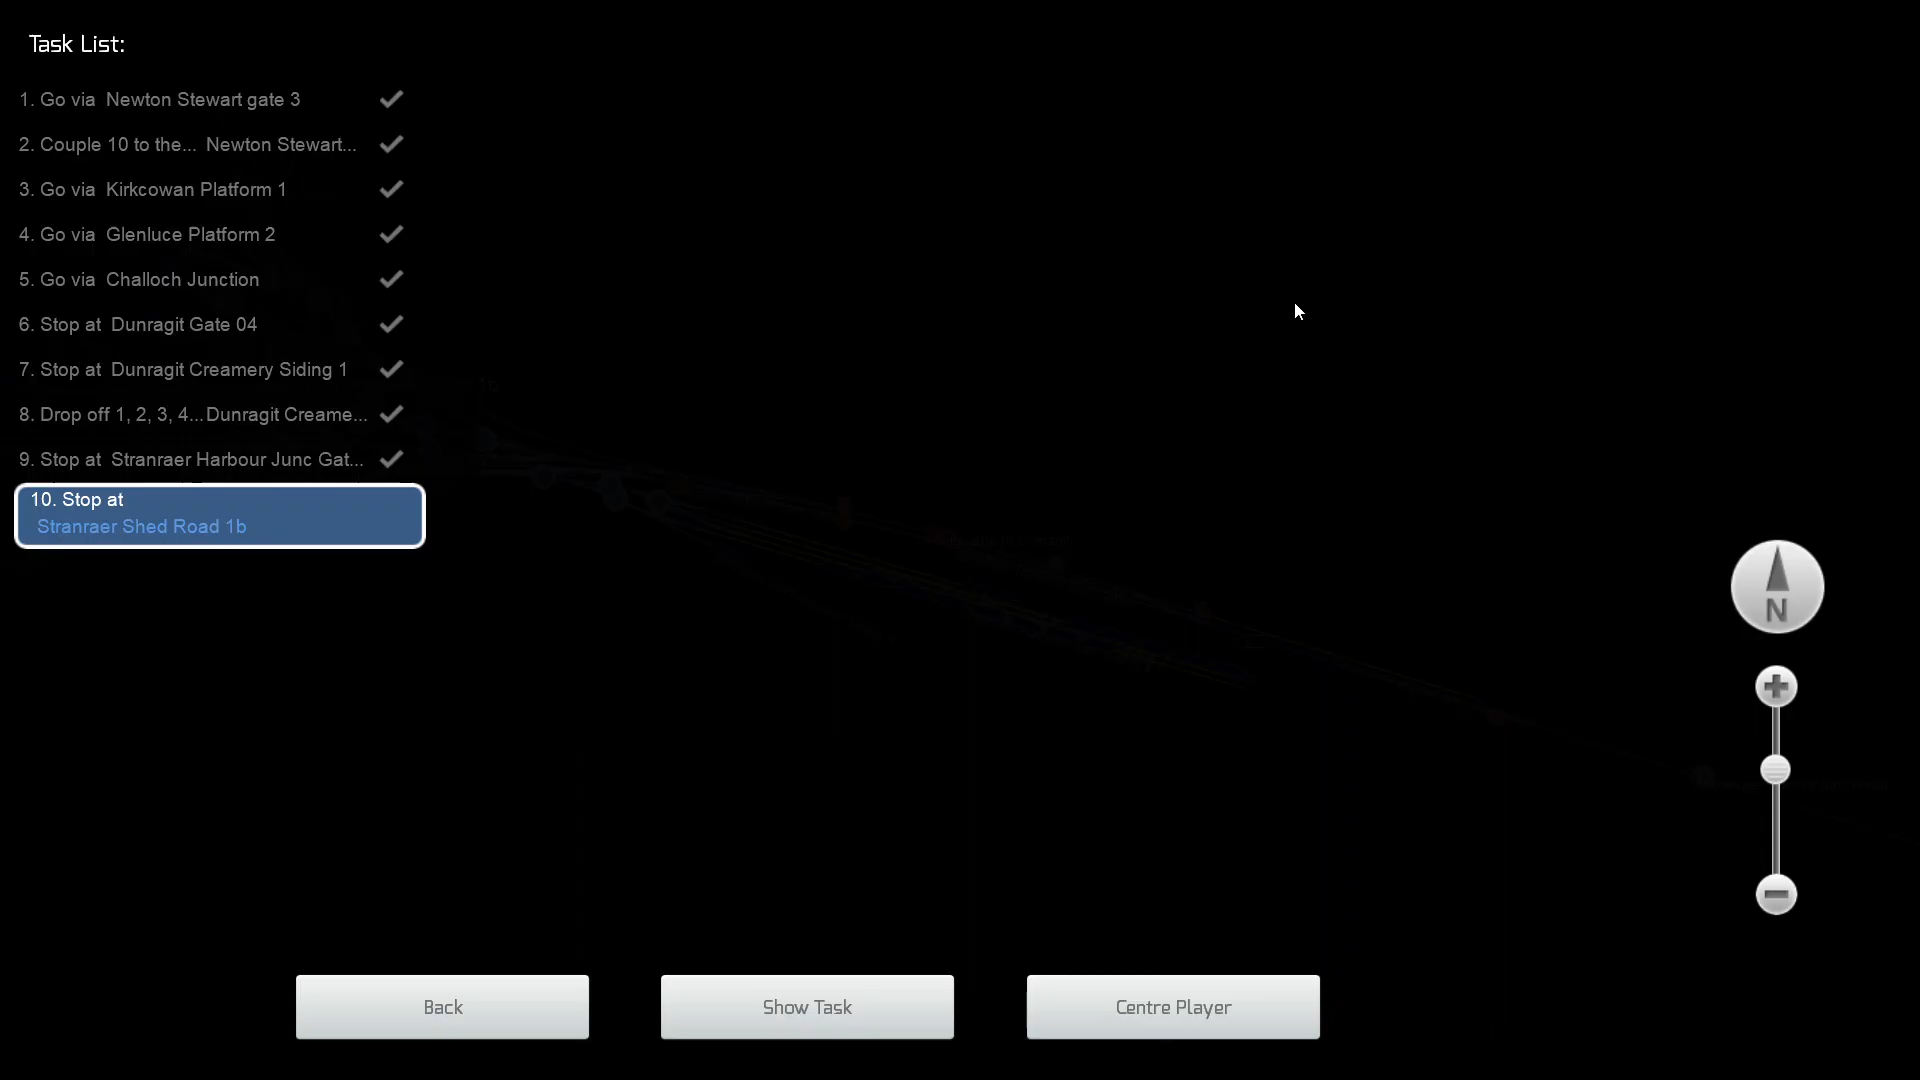 Task List:
1. Go via Newton Stewart gate 3
2. Couple 10 to the... Newton Stewart...
3. Go via Kirkcowan Platform 1
4. Go via Glenluce Platform 2
5. Go via Challoch Junction
6. Stop at Dunragit Gate 04
7. Stop at Dunragit Creamery Siding 1
8. Drop off 1, 2, 3, 4...Dunragit Creame...
9. Stop at Stranraer Harbour Junc Gat...
10. Stop at
Stranraer Shed Road 1b
N
Back
Show Task
Centre Player